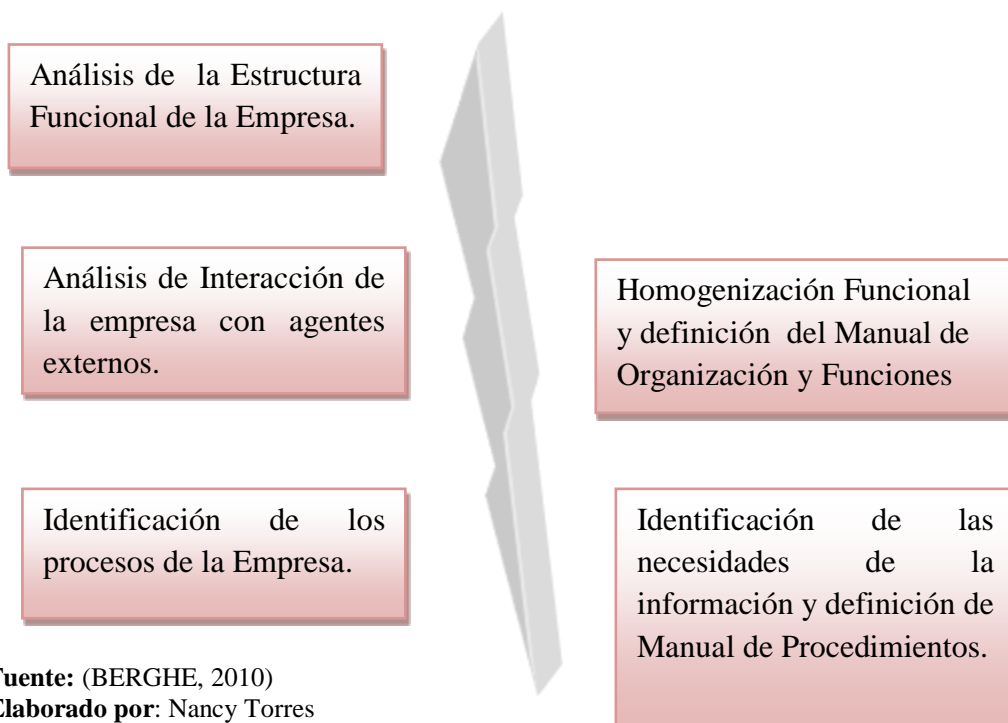 Análisis de la Estructura
Funcional de la Empresa.
Análisis de Interacción de
la empresa con agentes
externos.
Identificación de los
procesos de la Empresa.
Homogenización Funcional
y definición del Manual de
Organización y Funciones
Identificación de las
necesidades de la
información y definición de
Manual de Procedimientos.
Fuente: (BERGHE, 2010)
Elaborado por: Nancy Torres